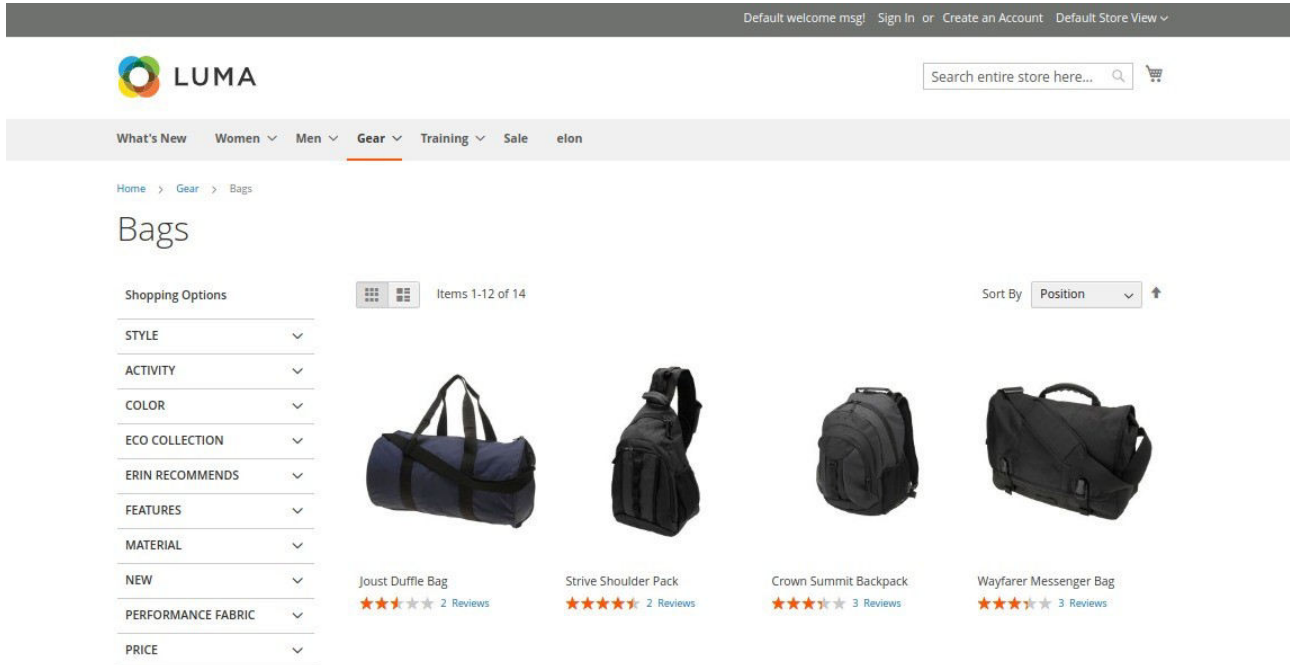 Default welcome msg! Sign In or Create an Account Default Store View
LUMA
Search entire store here...
What's New Women Men Gear Training Sale elon
Home > Gear > Bags
Bags
Shopping Options
Items 1-12 of 14
Sort By Position
STYLE
ACTIVITY
COLOR
ECO COLLECTION
ERIN RECOMMENDS
FEATURES
MATERIAL
NEW
PERFORMANCE FABRIC
PRICE
Joust Duffle Bag
2 Reviews
Strive Shoulder Pack
2 Reviews
Crown Summit Backpack
3 Reviews
Wayfarer Messenger Bag
3 Reviews